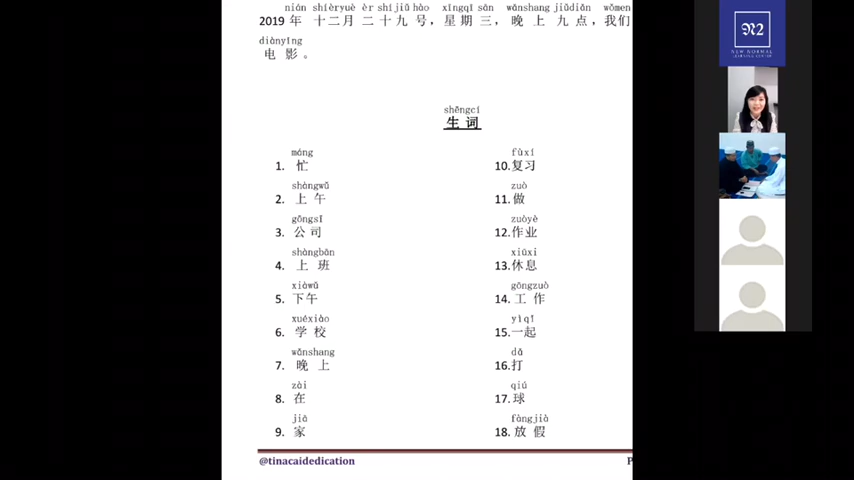 nián shíèryuè èr shíjiǔ hào xīngqī sān wǎnshang jiǔdiǎn wǒmen
2019 年 十二月 二十九号，星期三，晚上九点，我们
diànyǐng
电影。
shēngcí
生词
máng
1. 忙
shàngwǔ
2. 上午
gōngsī
3. 公司
shàngbān
4. 上班
xiàwǔ
5. 下午
xuéxiào
6. 学校
wǎnshang
7. 晚上
zài
8. 在
jiā
9. 家
fùxí
10.复习
zuò
11.做
zuòyè
12.作业
xiūxi
13.休息
gōngzuò
14.工作
yìqǐ
15.一起
dǎ
16.打
qiú
17.球
fàngjià
18.放假
@tinacaidedication
P
N2
NEW NORMAL
LEARNING CENTRE